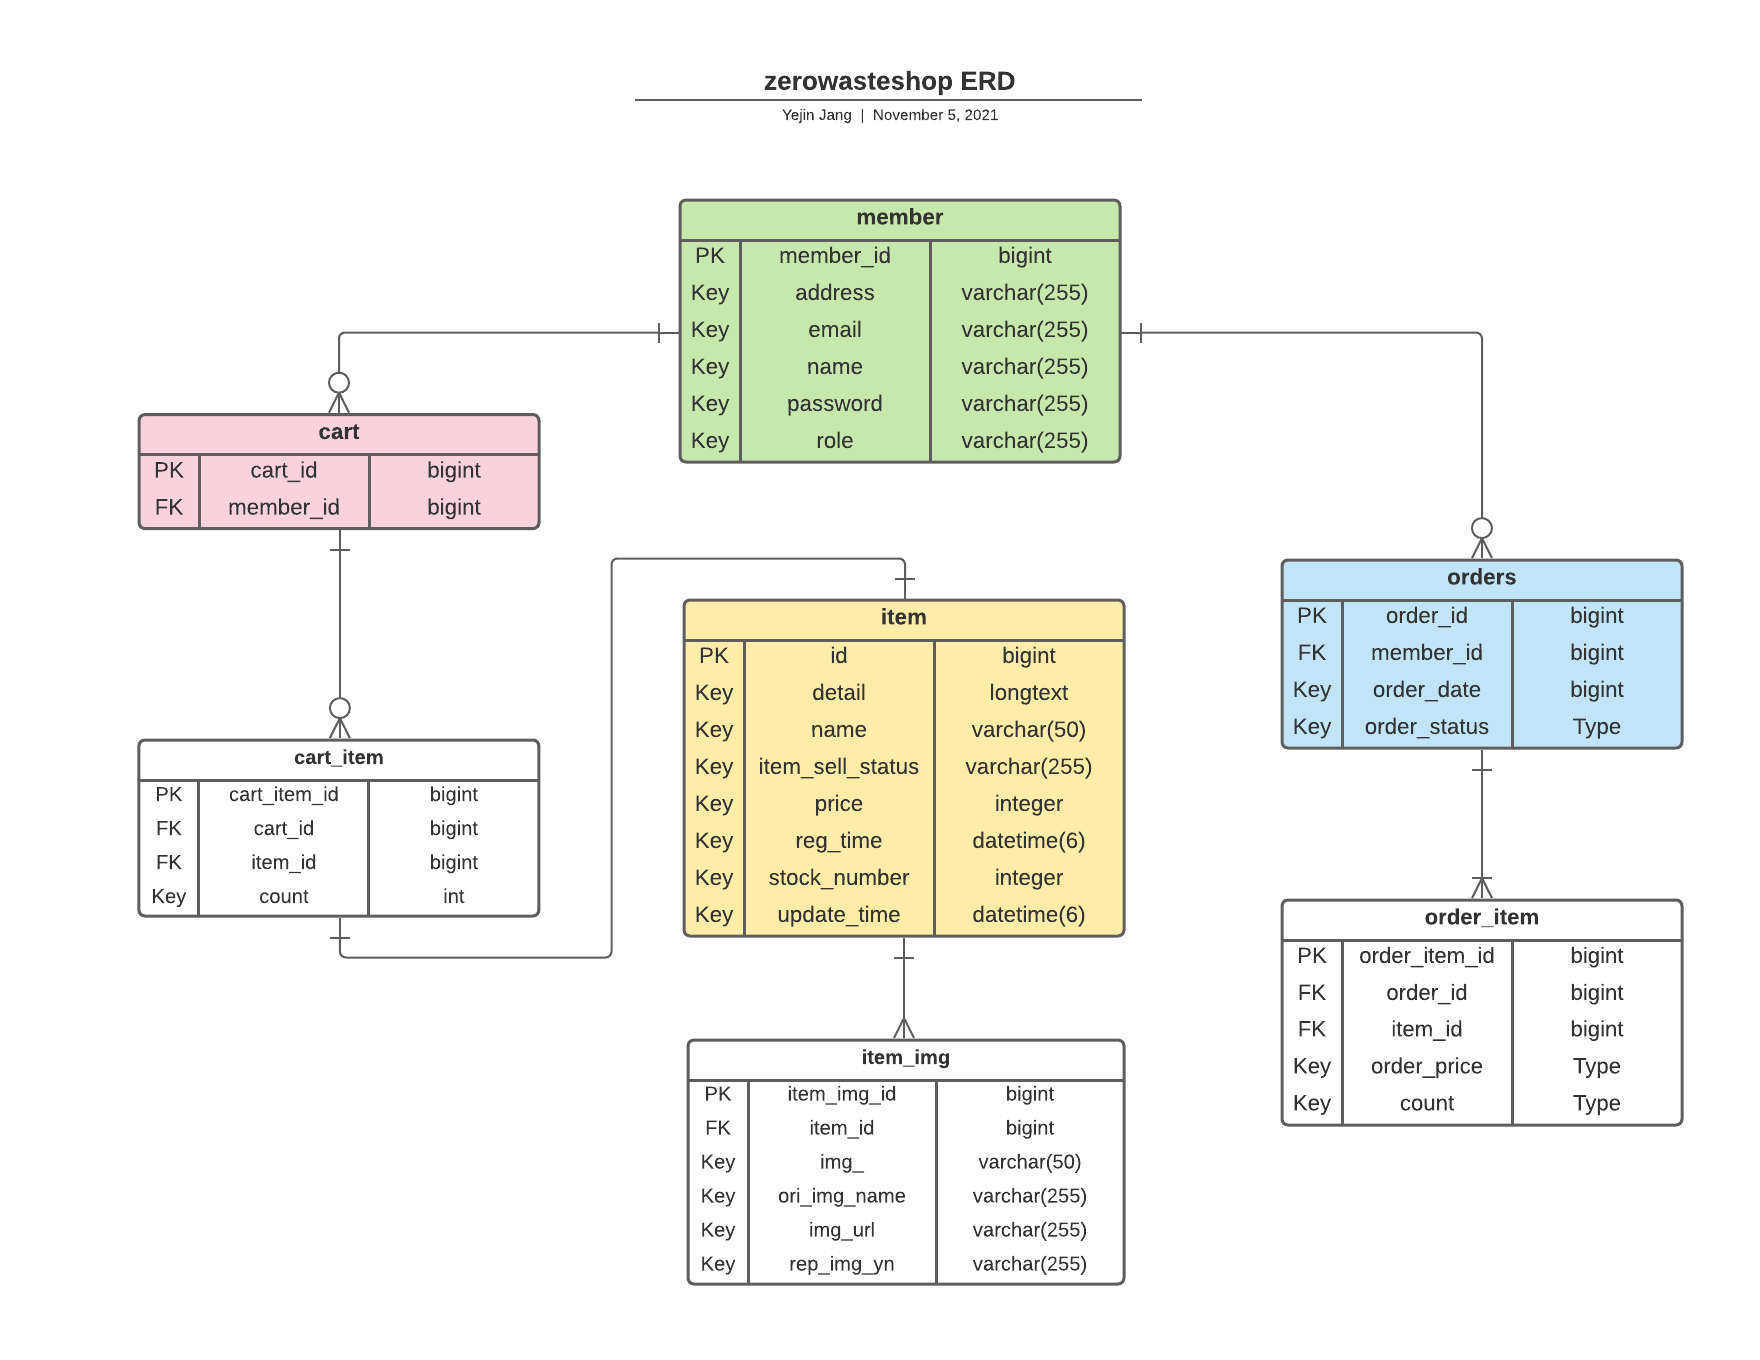 zerowasteshop ERD
Yejin Jang | November 5, 2021
member
PK member_id bigint
Key address varchar(255)
Key email varchar(255)
Key name varchar(255)
Key password varchar(255)
Key role varchar(255)
cart
PK cart_id bigint
FK member_id bigint
cart_item
PK cart_item_id bigint
FK cart_id bigint
FK item_id bigint
Key count int
item
PK id bigint
Key detail longtext
Key name varchar(50)
Key item_sell_status varchar(255)
Key price integer
Key reg_time datetime(6)
Key stock_number integer
Key update_time datetime(6)
item_img
PK item_img_id bigint
FK item_id bigint
Key img_ varchar(50)
Key ori_img_name varchar(255)
Key img_url varchar(255)
Key rep_img_yn varchar(255)
orders
PK order_id bigint
FK member_id bigint
Key order_date bigint
Key order_status Type
order_item
PK order_item_id bigint
FK order_id bigint
FK item_id bigint
Key order_price Type
Key count Type